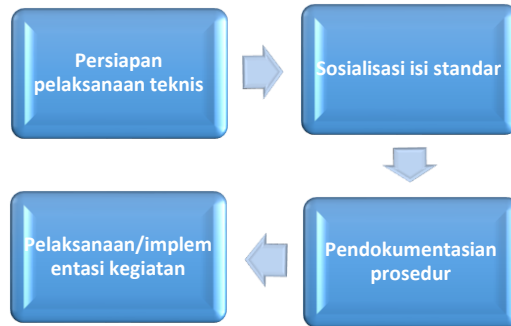 Persiapan
pelaksanaan teknis
Sosialisasi isi standar
Pendokumentasian
prosedur
Pelaksanaan/implem
entasi kegiatan